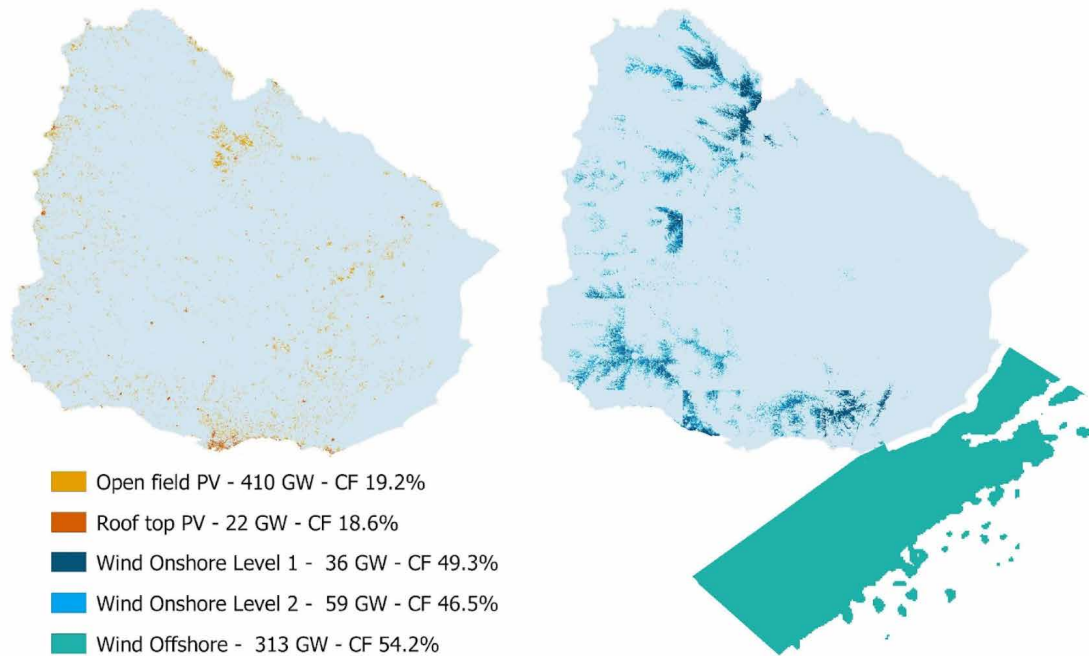 Open field PV - 410 GW - CF 19.2%
Roof top PV - 22 GW - CF 18.6%
Wind Onshore Level 1 - 36 GW - CF 49.3%
Wind Onshore Level 2 - 59 GW - CF 46.5%
Wind Offshore - 313 GW - CF 54.2%